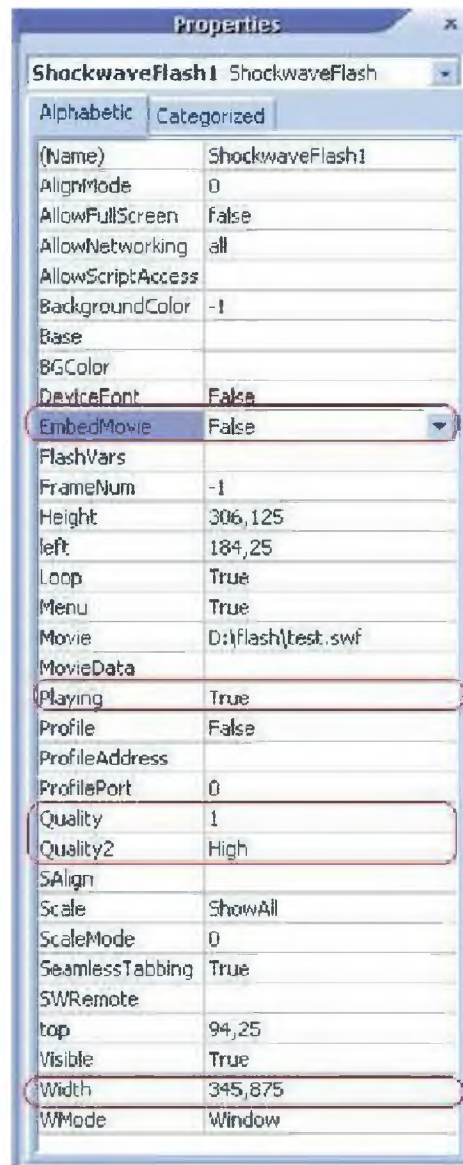 Properties ×
ShockwaveFlash1 ShockwaveFlash
Alphabetic Categorized
(Name) ShockwaveFlash1
AlignMode 0
AllowFullScreen false
AllowNetworking all
AllowScriptAccess
BackgroundColor -1
Base
BGColor
DeviceFont False
EmbedMovie False
FlashVars
FrameNum -1
Height 306,125
left 184,25
Loop True
Menu True
Movie D:\flash\test.swf
MovieData
Playing True
Profile False
ProfileAddress
ProfilePort 0
Quality 1
Quality2 High
SAlign
Scale ShowAll
ScaleMode 0
SeamlessTabbing True
SWRemote
top 94,25
Visible True
Width 345,875
WMode Window